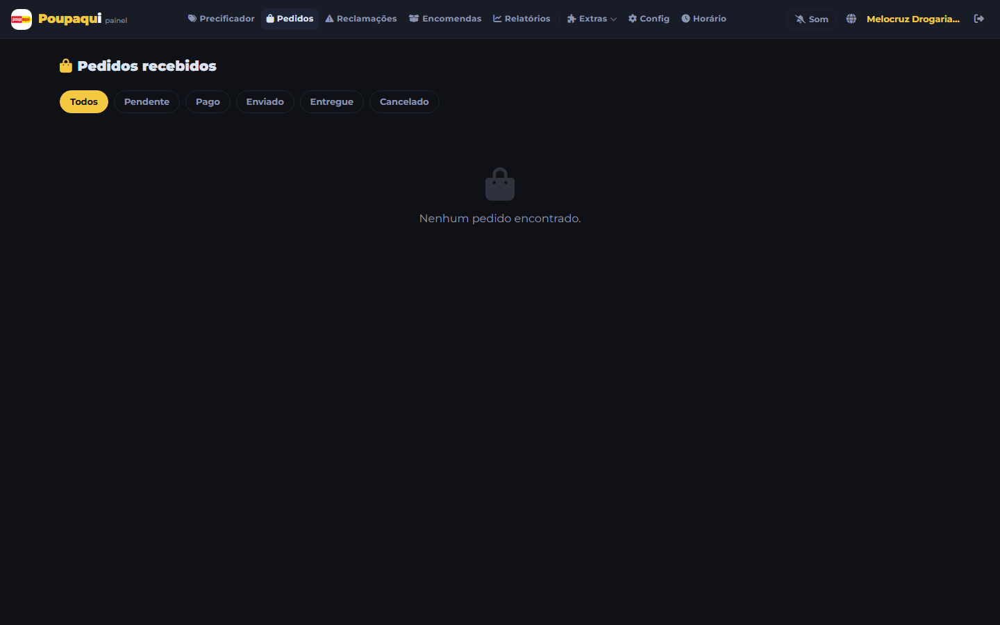 poupaqui Poupaqui painel Precificador Pedidos Reclamações Encomendas Relatórios Extras Config Horário Som Melocruz Drogaria...
Pedidos recebidos
Todos Pendente Pago Enviado Entregue Cancelado
Nenhum pedido encontrado.